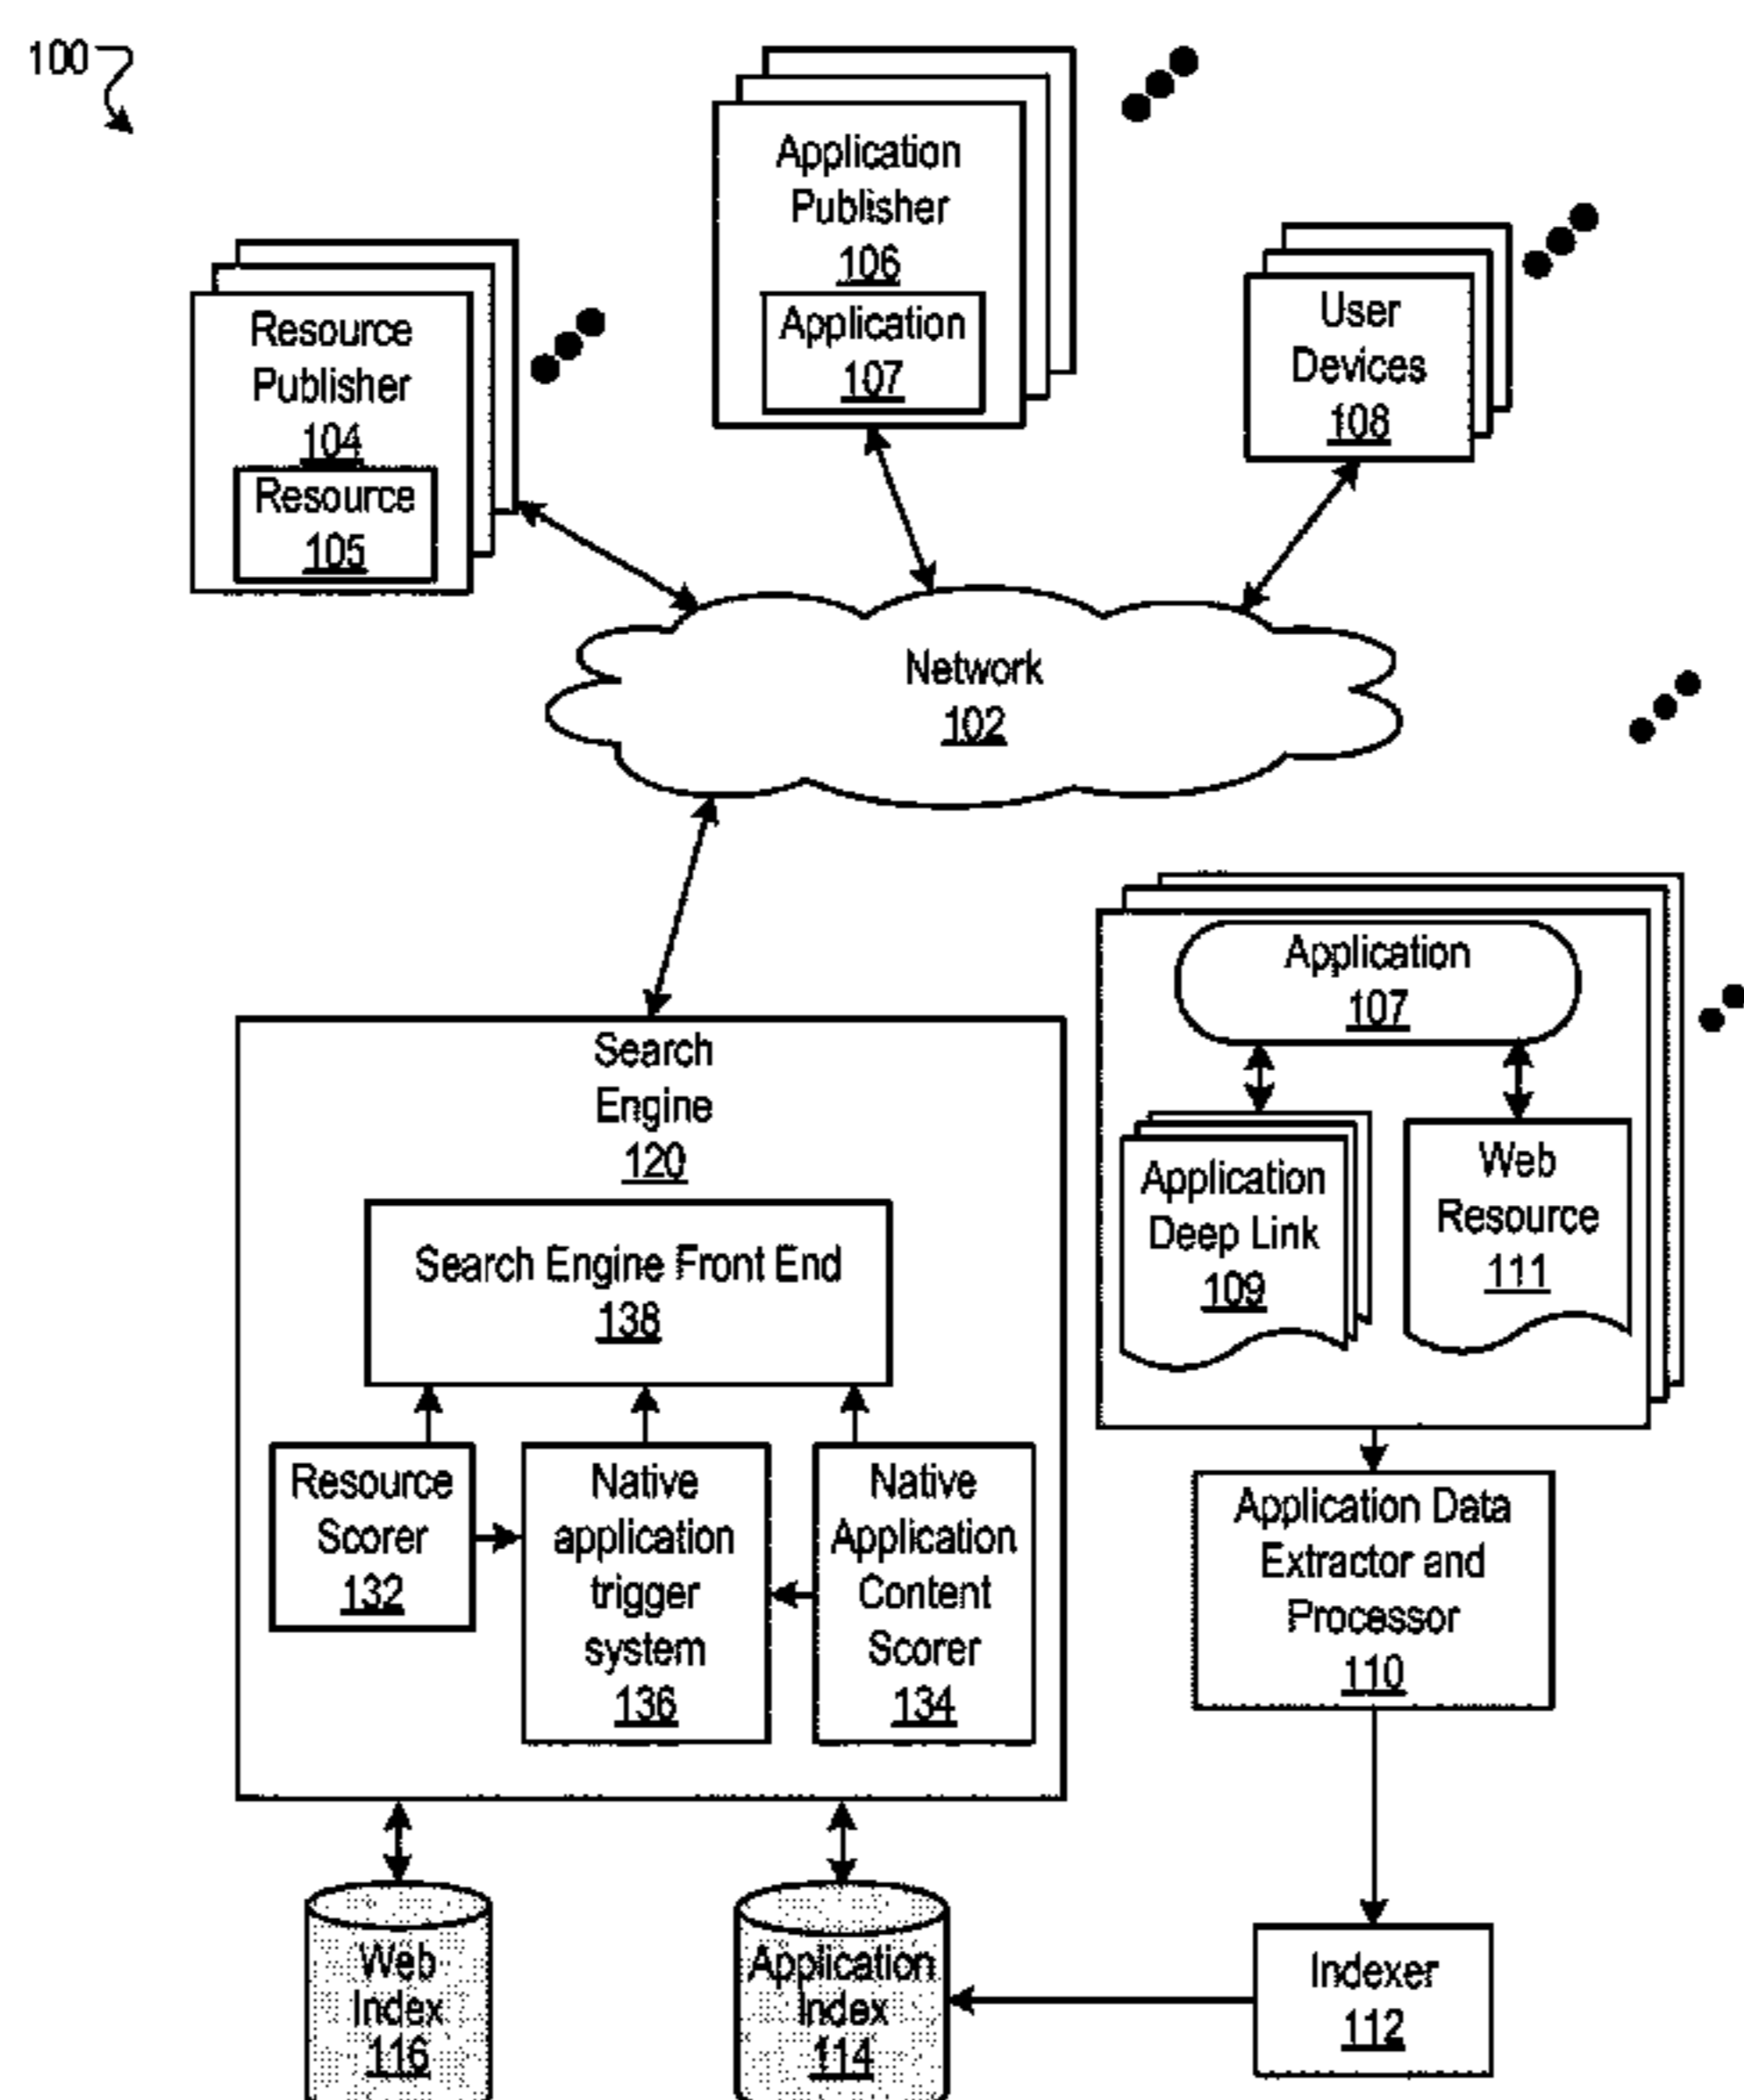 100
Application
Publisher
106
Application
107
Resource
Publisher
104
Resource
105
User
Devices
108
Network
102
Search
Engine
120
Search Engine Front End
138
Resource
Scorer
132
Native
application
trigger
system
136
Native
Application
Content
Scorer
134
Application
107
Application
Deep Link
109
Web
Resource
111
Application Data
Extractor and
Processor
110
Web
Index
116
Application
Index
114
Indexer
112